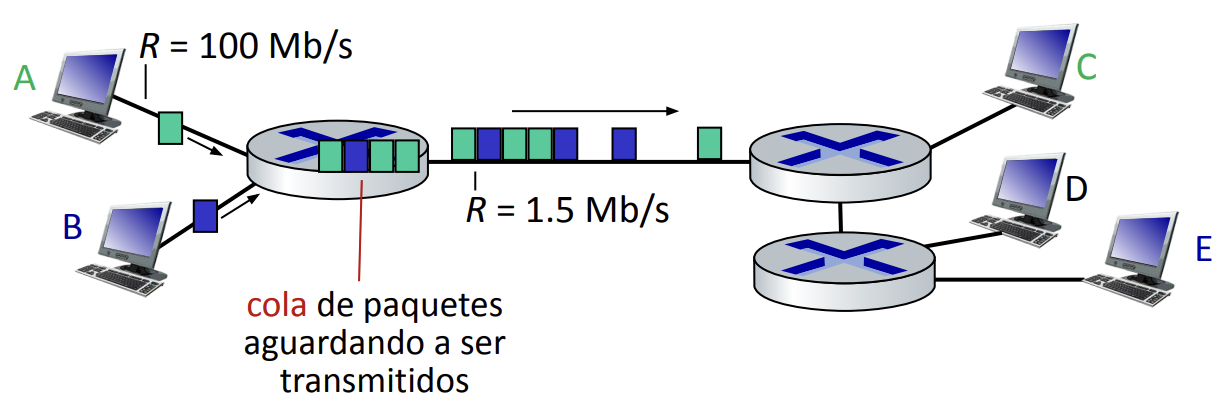 R = 100 Mb/s
A
C
B
R = 1.5 Mb/s
D
E
cola de paquetes
aguardando a ser
transmitidos